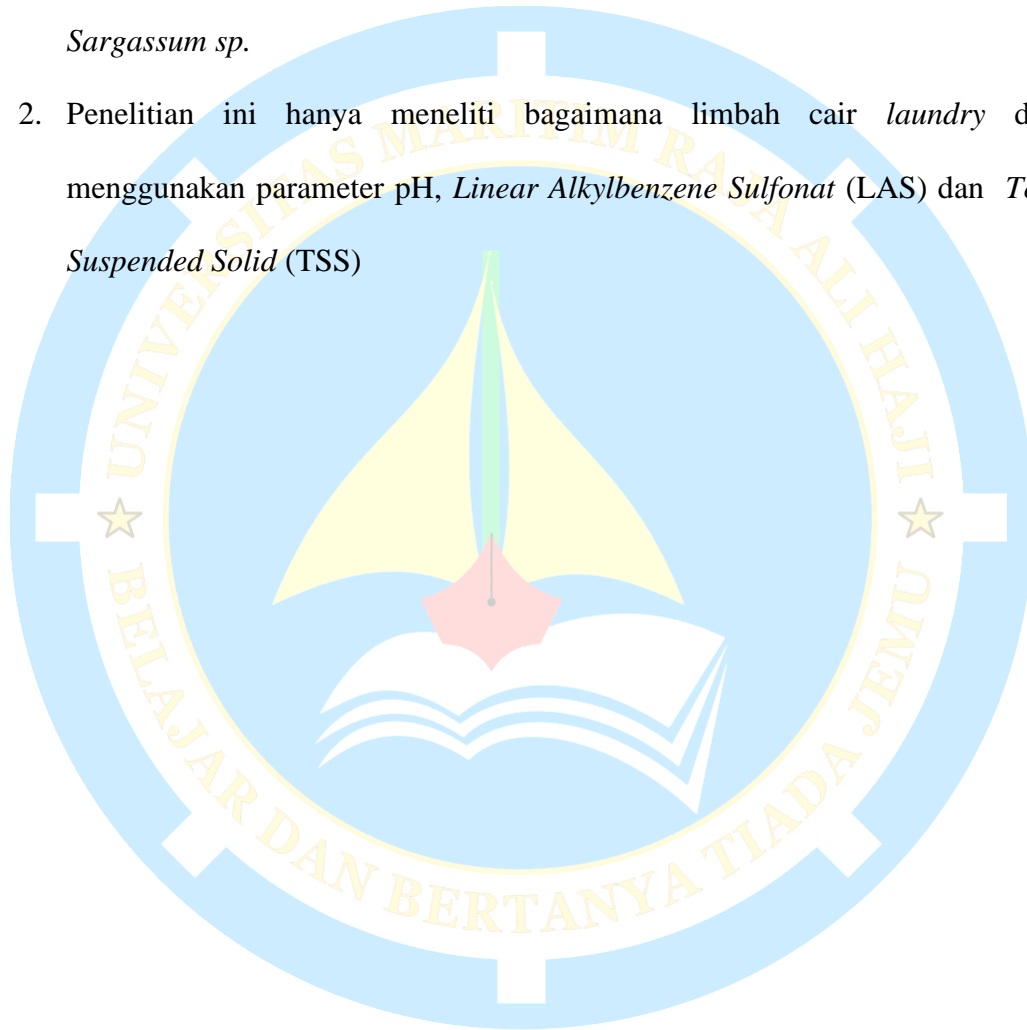 Sargassum sp.
2. Penelitian ini hanya meneliti bagaimana limbah cair laundry d
menggunakan parameter pH, Linear Alkylbenzene Sulfonat (LAS) dan T
Suspended Solid (TSS)
UNIVERSITAS MARITIM RAJA ALI HAJI
BELAJAR DAN BERTANYA TIADA JEMU